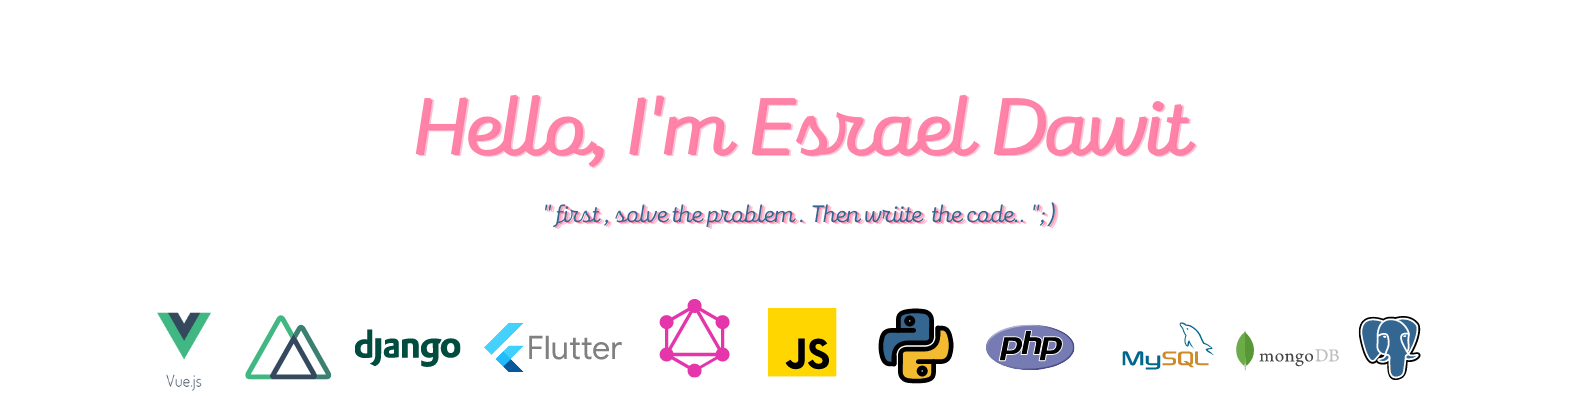 Hello, I'm Esrael Dawit
" first , solve the problem . Then wriite the code.. ";)
django Flutter JS php MySQL mongoDB
Vue.js